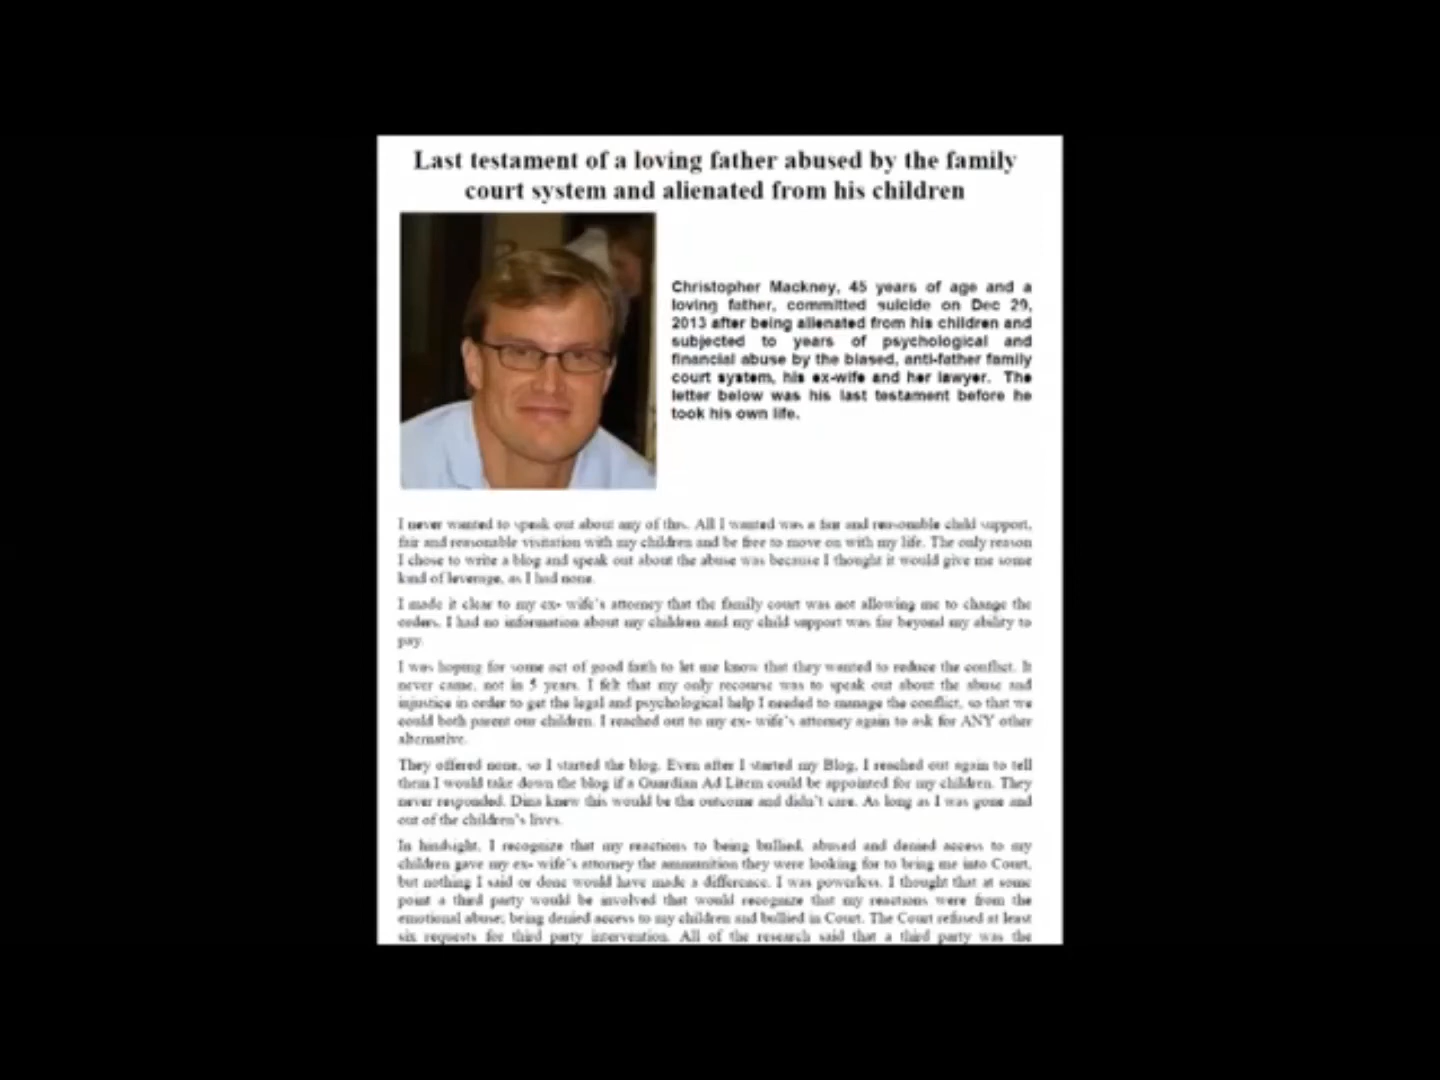 Last testament of a loving father abused by the family
court system and alienated from his children
Christopher Mackney, 45 years of age and a
loving father, committed suicide on Dec 29,
2013 after being alienated from his children and
subjected to years of psychological and
financial abuse by the biased, anti-father family
court system, his ex-wife and her lawyer. The
letter below was his last testament before he
took his own life.
I never wanted to speak out about any of this. All I wanted was a fair and reasonable child support,
fair and reasonable visitation with my children and be free to move on with my life. The only reason
I chose to write a blog and speak out about the abuse was because I thought it would give me some
kind of leverage, as I had none.
I made it clear to my ex- wife's attorney that the family court was not allowing me to change the
orders. I had no information about my children and my child support was far beyond my ability to
pay.
I was hoping for some act of good faith to let me know that they wanted to reduce the conflict. It
never came, not in 5 years. I felt that my only recourse was to speak out about the abuse and
injustice in order to get the legal and psychological help I needed to manage the conflict, so that we
could both parent our children. I reached out to my ex- wife's attorney again to ask for ANY other
alternative.
They offered none, so I started the blog. Even after I started my Blog, I reached out again to tell
them I would take down the blog if a Guardian Ad Litem could be appointed for my children. They
never responded. Dina knew this would be the outcome and didn't care. As long as I was gone and
out of the children's lives.
In hindsight, I recognize that my reactions to being bullied, abused and denied access to my
children gave my ex- wife's attorney the ammunition they were looking for to bring me into Court,
but nothing I said or done would have made a difference. I was powerless. I thought that at some
point a third party would be involved that would recognize that my reactions were from the
emotional abuse; being denied access to my children and bullied in Court. The Court refused at least
six requests for third party intervention. All of the research said that a third party was the